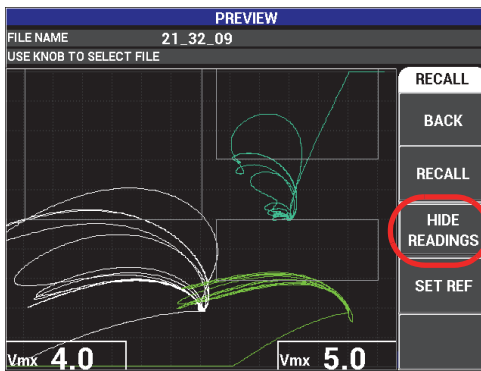 PREVIEW
FILE NAME 21_32_09
USE KNOB TO SELECT FILE
RECALL
BACK
RECALL
HIDE
READINGS
SET REF
Vmx 4.0 Vmx 5.0